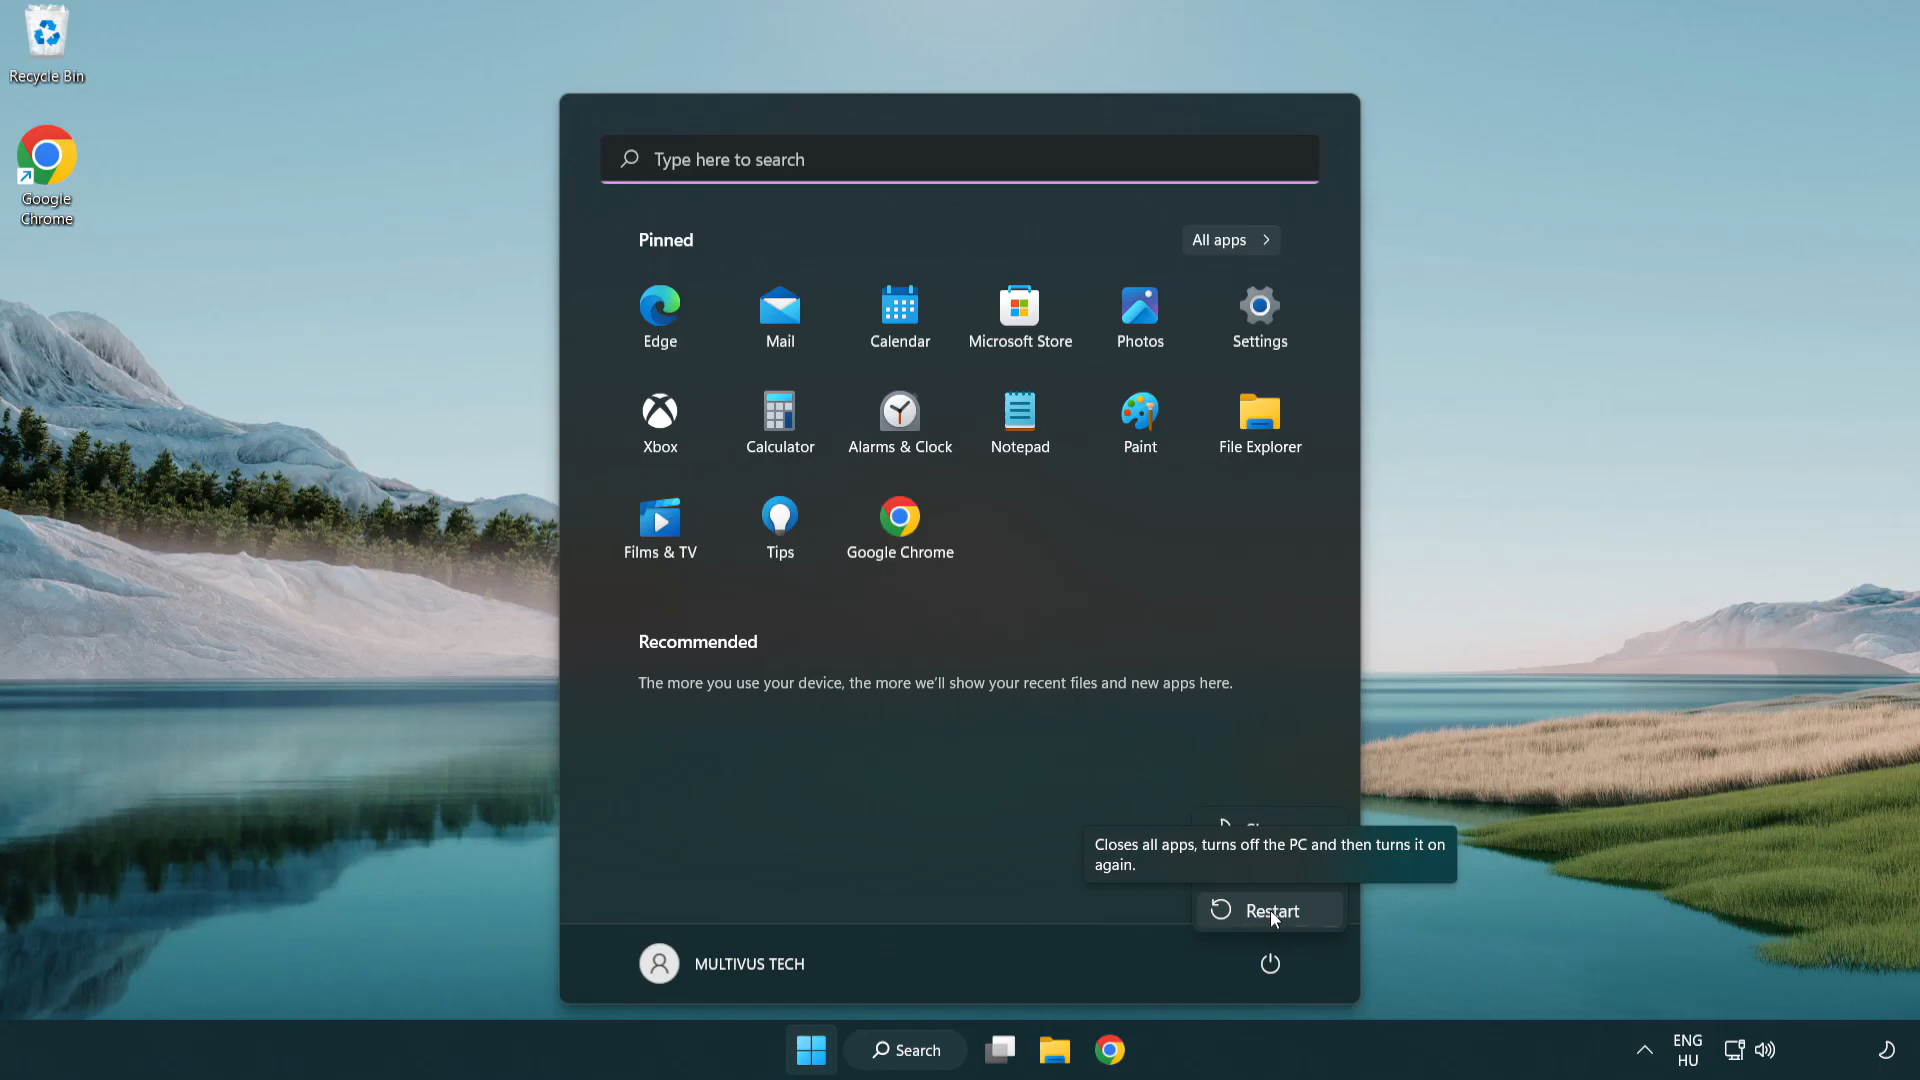 Recycle Bin
Google
Chrome
Type here to search
Pinned
All apps
Edge
Mail
Calendar
Microsoft Store
Photos
Settings
Xbox
Calculator
Alarms & Clock
Notepad
Paint
File Explorer
Films & TV
Tips
Google Chrome
Recommended
The more you use your device, the more we'll show your recent files and new apps here.
Closes all apps, turns off the PC and then turns it on
again.
Restart
MULTIVUS TECH
Search
ENG
HU